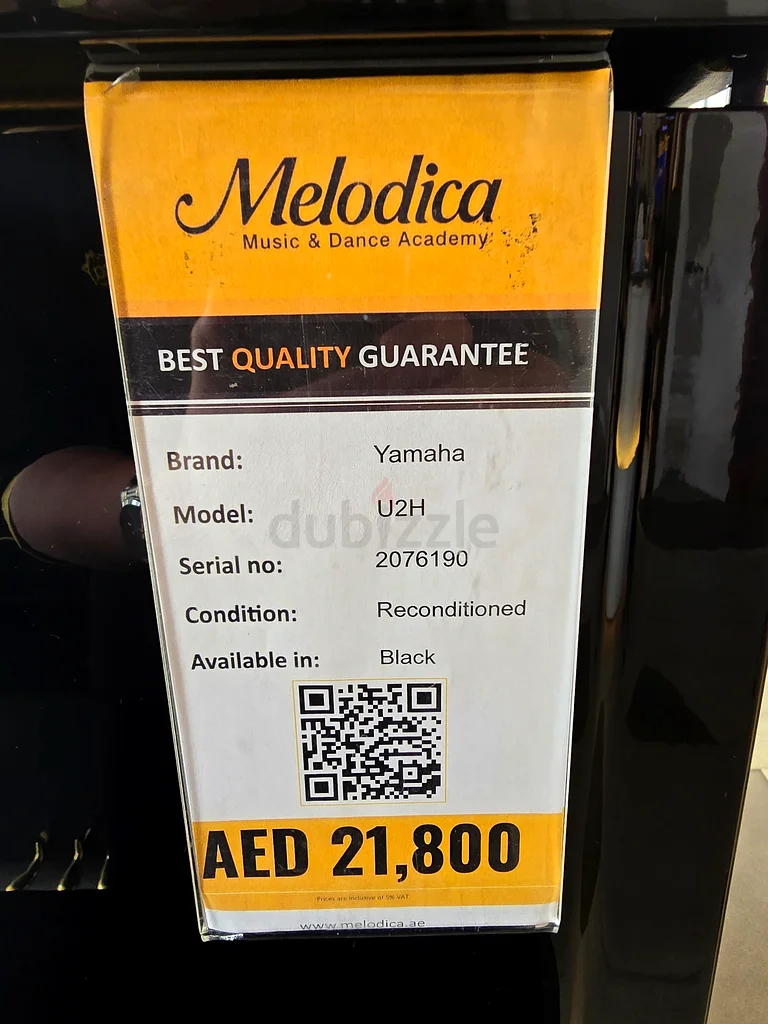 Melodica
Music & Dance Academy
BEST QUALITY GUARANTEE
Brand: Yamaha
Model: U2H
dubizzle
Serial no: 2076190
Condition: Reconditioned
Available in: Black
AED 21,800
Prices are inclusive of 5% VAT
www.melodica.ae